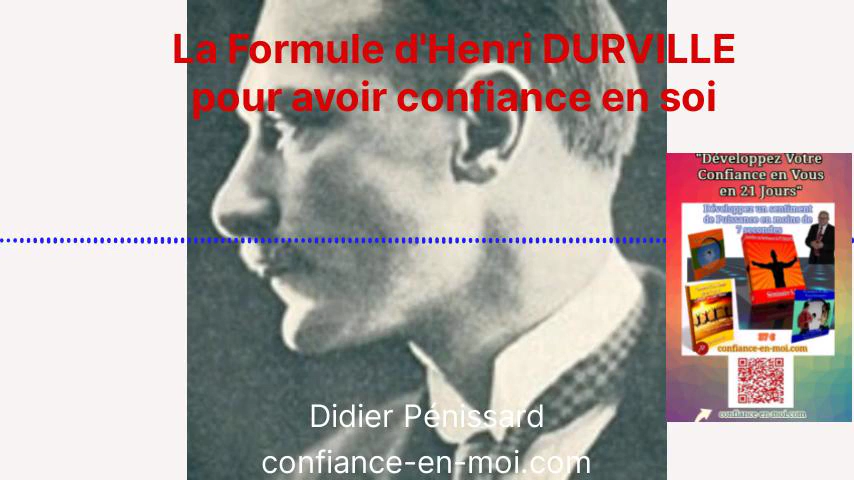 La Formule d'Henri DURVILLE
pour avoir confiance en soi
"Développez Votre
Confiance en Vous
en 21 Jours"
Développez un sentiment
de Puissance en moins de
7 secondes
confiance-en-moi.com
confiance-en-moi.com
Didier Pénissard
confiance-en-moi.com